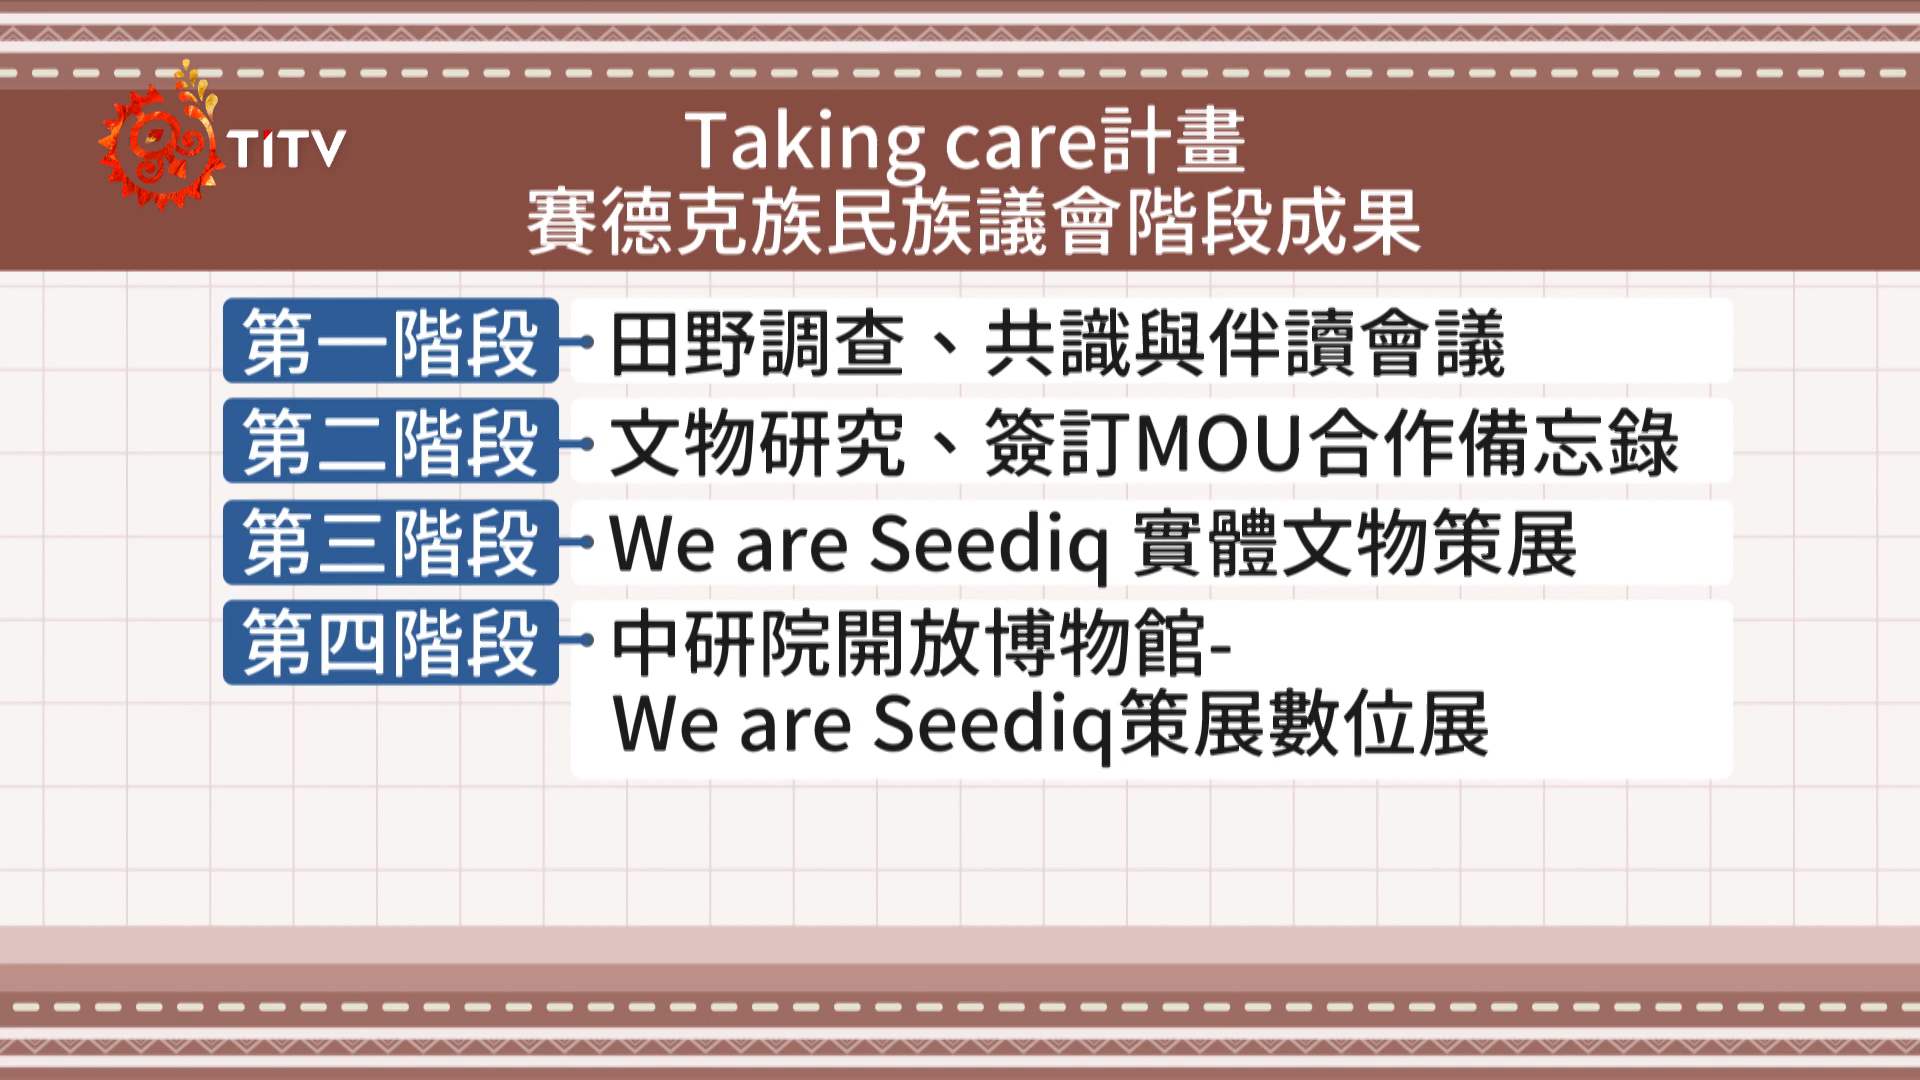 TITV
Taking care計畫
賽德克族民族議會階段成果
第一階段 田野調查、共識與伴讀會議
第二階段 文物研究、簽訂MOU合作備忘錄
第三階段 We are Seediq 實體文物策展
第四階段 中研院開放博物館-
We are Seediq策展數位展